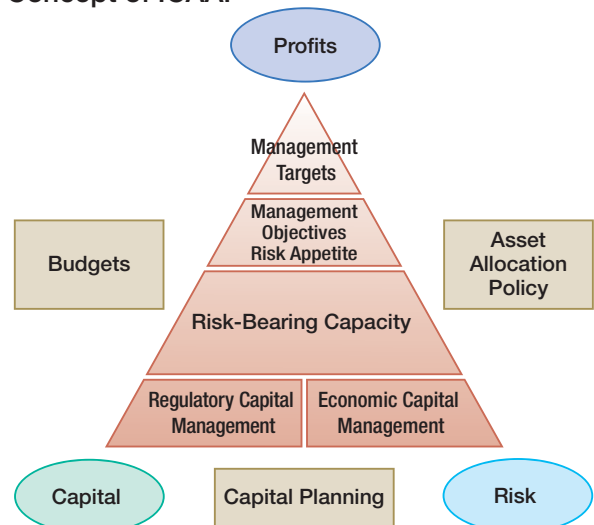 Profits
Management
Targets
Management
Objectives
Risk Appetite
Budgets
Asset
Allocation
Policy
Risk-Bearing Capacity
Regulatory Capital
Management
Economic Capital
Management
Capital
Capital Planning
Risk